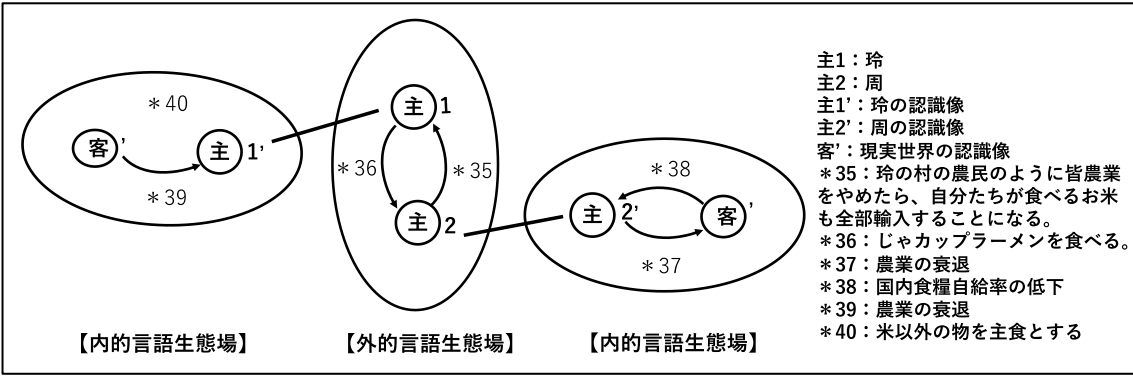 ＊40
客’
主 1’
＊39
主 1
＊36
＊35
主 2
＊38
主 2’
客’
＊37
【内的言語生態場】
【外的言語生態場】
【内的言語生態場】
主1：玲
主2：周
主1’：玲の認識像
主2’：周の認識像
客’：現実世界の認識像
＊35：玲の村の農民のように皆農業
をやめたら、自分たちが食べるお米
も全部輸入することになる。
＊36：じゃカップラーメンを食べる。
＊37：農業の衰退
＊38：国内食糧自給率の低下
＊39：農業の衰退
＊40：米以外の物を主食とする